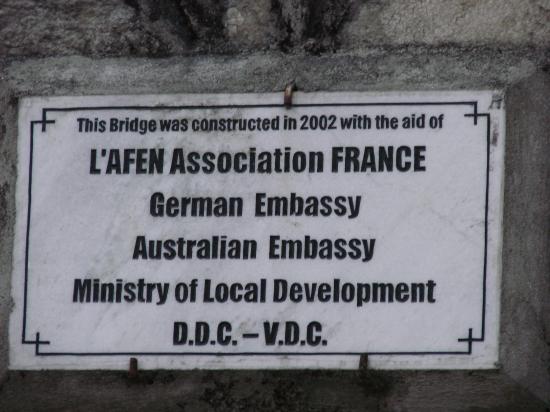 This Bridge was constructed in 2002 with the aid of
L'AFEN Association FRANCE
German Embassy
Australian Embassy
Ministry of Local Development
D.D.C. – V.D.C.